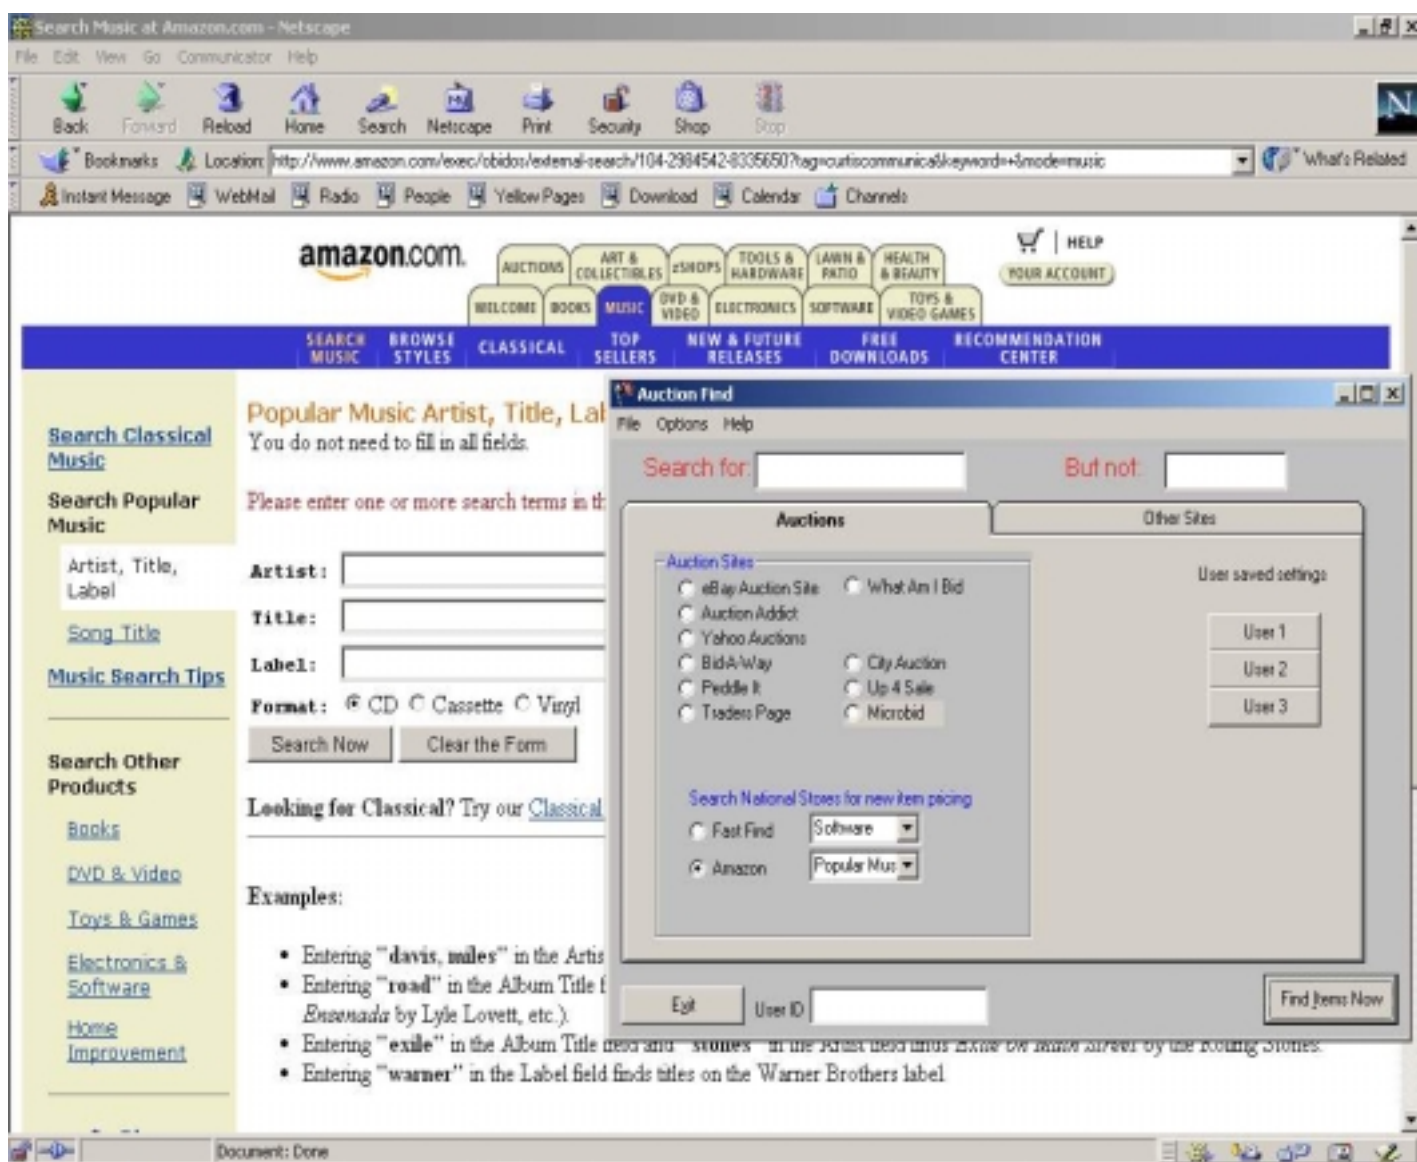 Search Music at Amazon.com - Netscape
File Edit View Go Communicator Help
Back Forward Reload Home Search Netscape Print Security Shop Stop
Bookmarks Location: http://www.amazon.com/exec/obidos/external-search/104-2984542-8335650?tag=curtiscommunica&keyword=+&mode=music What's Related
Instant Message WebMail Radio People Yellow Pages Download Calendar Channels
amazon.com.
HELP
YOUR ACCOUNT
AUCTIONS ART & COLLECTIBLES zSHOPS TOOLS & HARDWARE LAWN & PATIO HEALTH & BEAUTY
WELCOME BOOKS MUSIC DVD & VIDEO ELECTRONICS SOFTWARE TOYS & VIDEO GAMES
SEARCH MUSIC BROWSE STYLES CLASSICAL TOP SELLERS NEW & FUTURE RELEASES FREE DOWNLOADS RECOMMENDATION CENTER
Search Classical
Music
Search Popular
Music
Artist, Title,
Label
Song Title
Music Search Tips
Search Other
Products
Books
DVD & Video
Toys & Games
Electronics &
Software
Home
Improvement
Popular Music Artist, Title, Lab
You do not need to fill in all fields.
Please enter one or more search terms in th
Artist:
Title:
Label:
Format: CD Cassette Vinyl
Search Now Clear the Form
Looking for Classical? Try our Classical
Examples:
• Entering "davis, miles" in the Artis
• Entering "road" in the Album Title f
Ensenada by Lyle Lovett, etc.).
• Entering "exile" in the Album Title field and "stones" in the Artist field finds Exile on Main Street by the Rolling Stones.
• Entering "warner" in the Label field finds titles on the Warner Brothers label
Auction Find
File Options Help
Search for: But not:
Auctions Other Sites
Auction Sites
eBay Auction Site What Am I Bid
Auction Addict
Yahoo Auctions
Bid-A-Way City Auction
Peddle It Up 4 Sale
Traders Page Microbid
User saved settings
User 1
User 2
User 3
Search National Stores for new item pricing
Fast Find Software
Amazon Popular Mus
Exit User ID Find Items Now
Document: Done